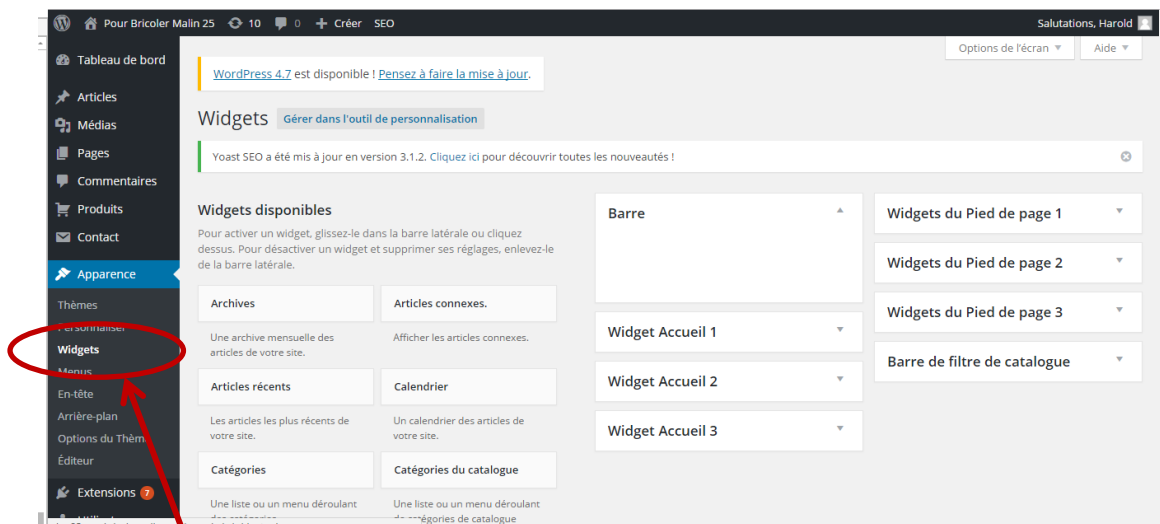 Pour Bricoler Malin 25 10 0 + Créer SEO Salutations, Harold
Options de l'écran Aide
Tableau de bord
Articles
Médias
Pages
Commentaires
Produits
Contact
Apparence
Thèmes
Personnaliser
Widgets
Menus
En-tête
Arrière-plan
Options du Thème
Éditeur
Extensions 7
WordPress 4.7 est disponible ! Pensez à faire la mise à jour.
Widgets Gérer dans l'outil de personnalisation
Yoast SEO a été mis à jour en version 3.1.2. Cliquez ici pour découvrir toutes les nouveautés !
Widgets disponibles
Pour activer un widget, glissez-le dans la barre latérale ou cliquez
dessus. Pour désactiver un widget et supprimer ses réglages, enlevez-le
de la barre latérale.
Archives
Une archive mensuelle des
articles de votre site.
Articles connexes.
Afficher les articles connexes.
Articles récents
Les articles les plus récents de
votre site.
Calendrier
Un calendrier des articles de
votre site.
Catégories
Une liste ou un menu déroulant
Catégories du catalogue
Une liste ou un menu déroulant
de catégories de catalogue
Barre
Widget Accueil 1
Widget Accueil 2
Widget Accueil 3
Widgets du Pied de page 1
Widgets du Pied de page 2
Widgets du Pied de page 3
Barre de filtre de catalogue